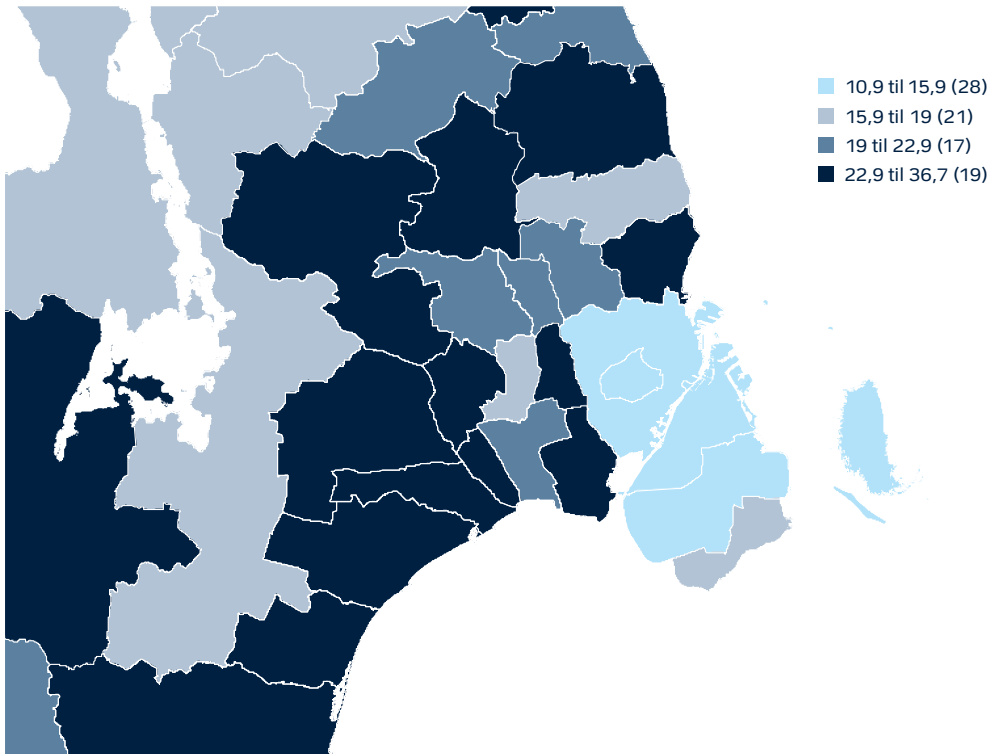 10,9 til 15,9 (28)
15,9 til 19 (21)
19 til 22,9 (17)
22,9 til 36,7 (19)